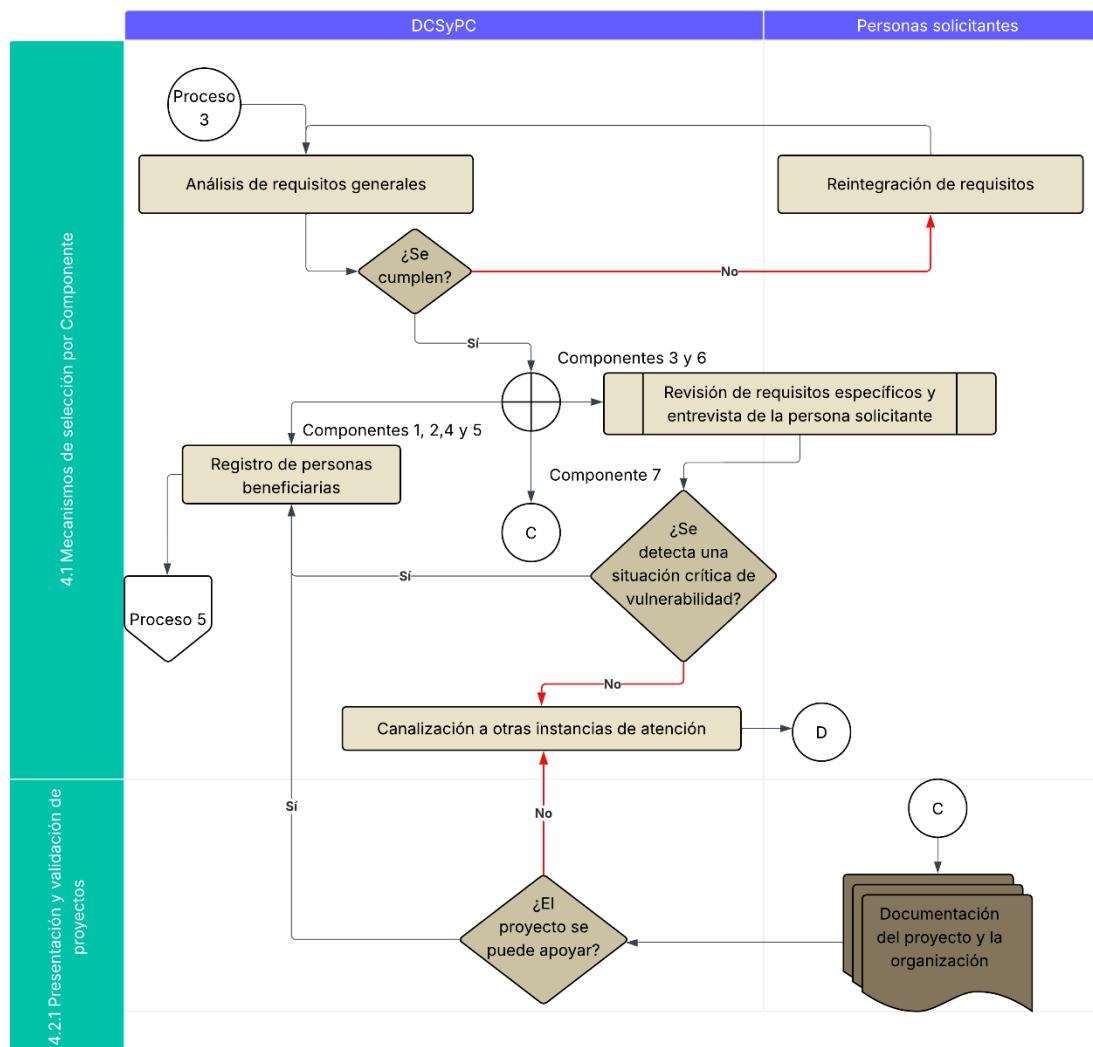 DCSyPC
Personas solicitantes
4.1 Mecanismos de selección por Componente
Proceso
3
Análisis de requisitos generales
Reintegración de requisitos
¿Se
cumplen?
No
Sí
Componentes 3 y 6
Revisión de requisitos específicos y
entrevista de la persona solicitante
Componentes 1, 2,4 y 5
Registro de personas
beneficiarias
Componente 7
C
¿Se
detecta una
situación crítica de
vulnerabilidad?
Sí
Proceso 5
No
Canalización a otras instancias de atención
D
4.2.1 Presentación y validación de
proyectos
Sí
No
C
¿El
proyecto se
puede apoyar?
Documentación
del proyecto y la
organización